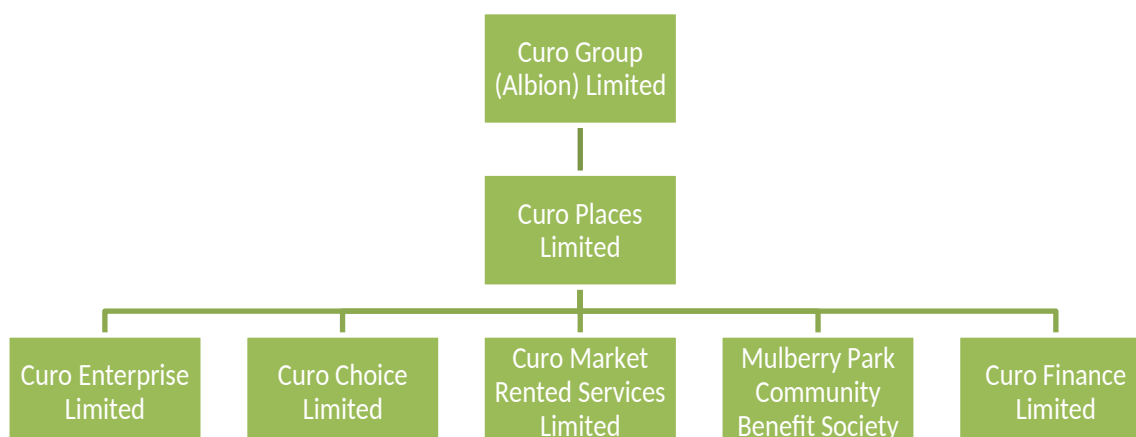 Curo Group
(Albion) Limited
Curo Places
Limited
Curo Enterprise
Limited
Curo Choice
Limited
Curo Market
Rented Services
Limited
Mulberry Park
Community
Benefit Society
Curo Finance
Limited